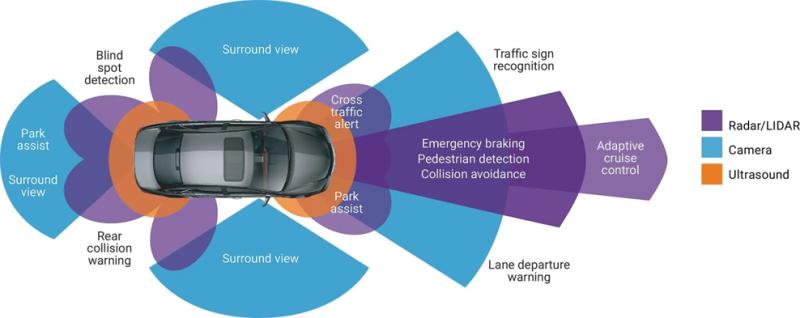 Surround view
Blind
spot
detection
Traffic sign
recognition
Cross
traffic
alert
Park
assist
Surround
view
Emergency braking
Pedestrian detection
Collision avoidance
Adaptive
cruise
control
Radar/LIDAR
Camera
Ultrasound
Park
assist
Rear
collision
warning
Surround view
Lane departure
warning